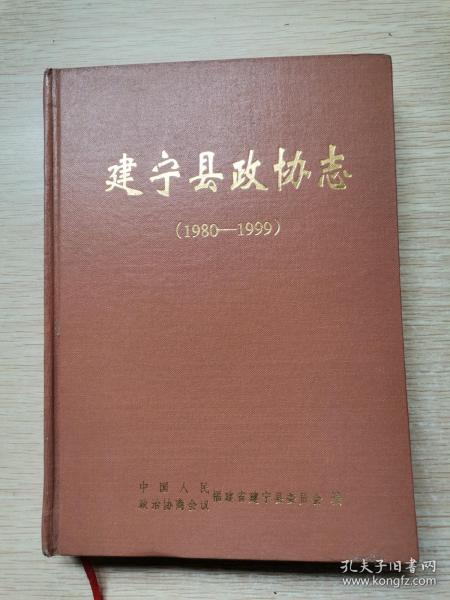 建宁县政协志
(1980—1999)
中国人民
政治协商会议 福建省建宁县委员会 编
孔夫子旧书网
www.kongfz.com